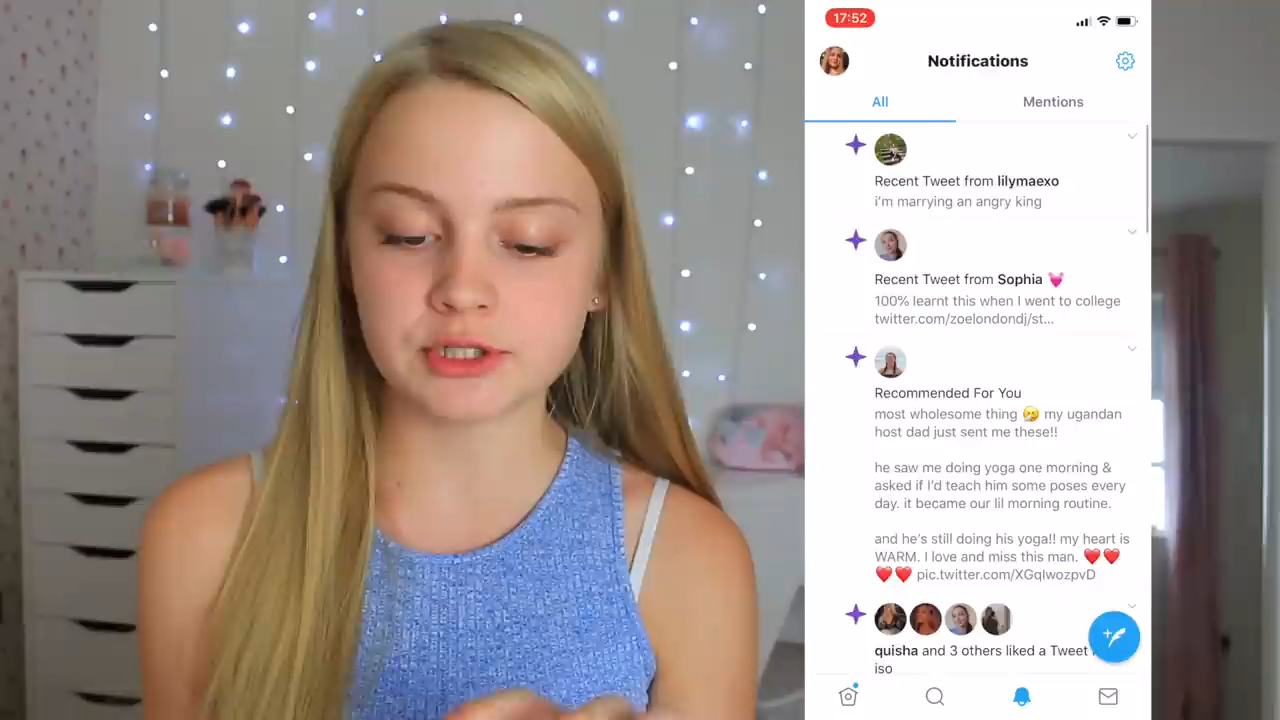 17:52
Notifications
All
Mentions
Recent Tweet from lilymaexo
i'm marrying an angry king
Recent Tweet from Sophia 💓
100% learnt this when I went to college
twitter.com/zoelondondj/st...
Recommended For You
most wholesome thing 🤧 my ugandan
host dad just sent me these!!
he saw me doing yoga one morning &
asked if I'd teach him some poses every
day. it became our lil morning routine.
and he's still doing his yoga!! my heart is
WARM. I love and miss this man. ❤️❤️
❤️❤️ pic.twitter.com/XGqlwozpvD
quisha and 3 others liked a Tweet
iso